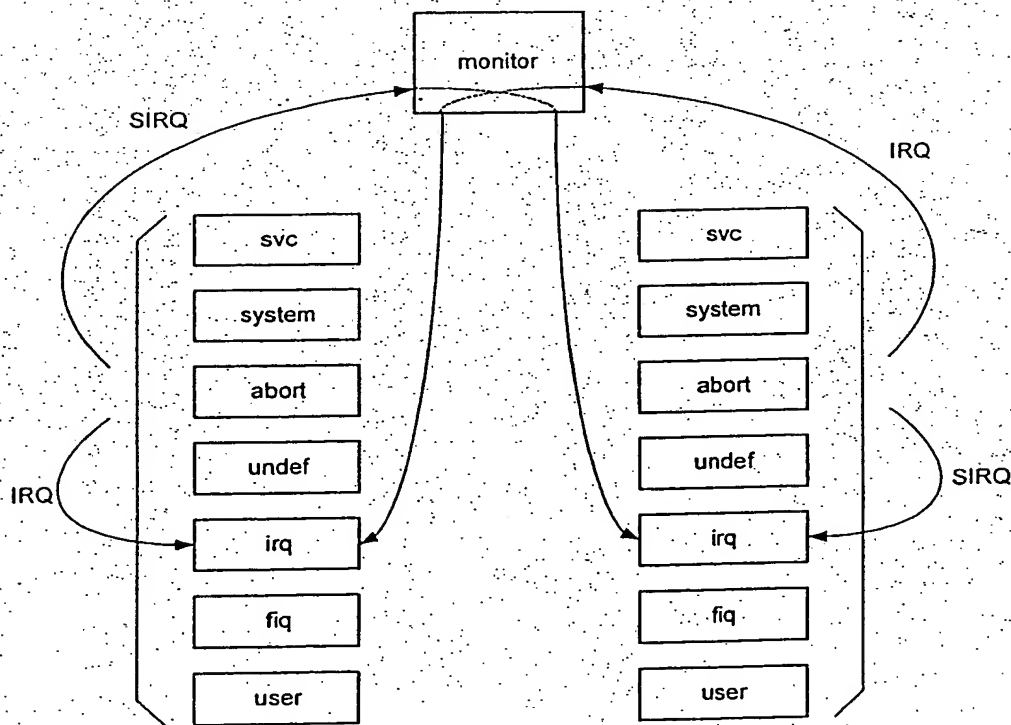 monitor
SIRQ
IRQ
svc
system
abort
undef
irq
fiq
user
IRQ
svc
system
abort
undef
irq
fiq
user
SIRQ